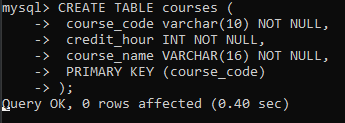 mysql> CREATE TABLE courses (
    ->  course_code varchar(10) NOT NULL,
    ->  credit_hour INT NOT NULL,
    ->  course_name VARCHAR(16) NOT NULL,
    ->  PRIMARY KEY (course_code)
    -> );
Query OK, 0 rows affected (0.40 sec)